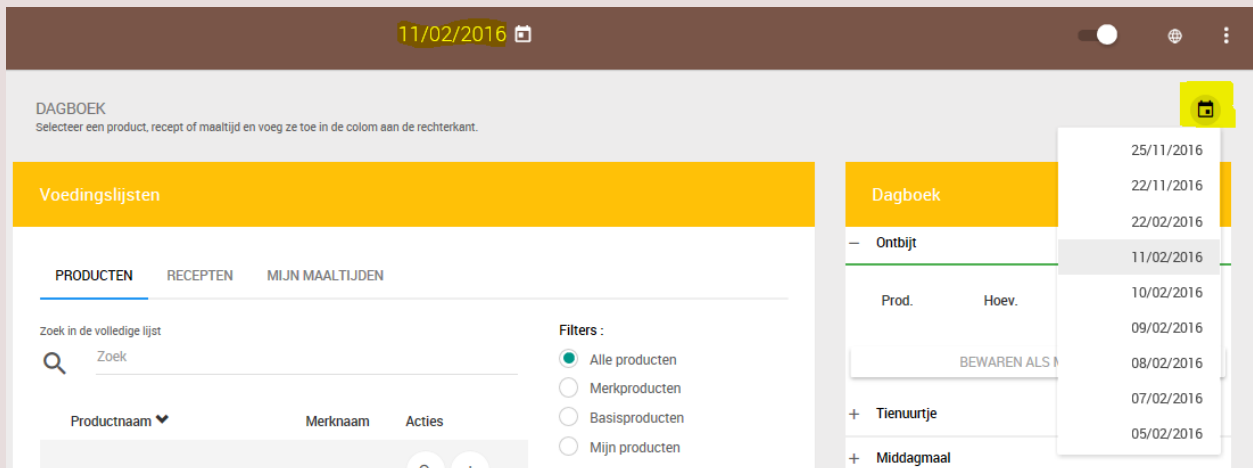 11/02/2016
DAGBOEK
Selecteer een product, recept of maaltijd en voeg ze toe in de colom aan de rechterkant.
Voedingslijsten
PRODUCTEN RECEPTEN MIJN MAALTIJDEN
Zoek in de volledige lijst
Zoek
Productnaam Merknaam Acties
Filters :
Alle producten
Merkproducten
Basisproducten
Mijn producten
Dagboek
Ontbijt
Prod. Hoev.
BEWAREN ALS
Tienuurtje
Middagmaal
25/11/2016
22/11/2016
22/02/2016
11/02/2016
10/02/2016
09/02/2016
08/02/2016
07/02/2016
05/02/2016